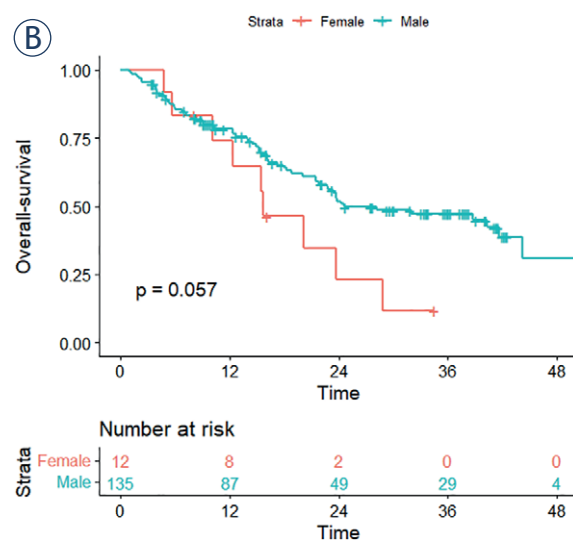 B
Strata Female Male
1.00
0.75
0.50
0.25
0.00
Overall-survival
p = 0.057
0 12 24 36 48
Time
Number at risk
Strata
Female 12 8 2 0 0
Male 135 87 49 29 4
0 12 24 36 48
Time